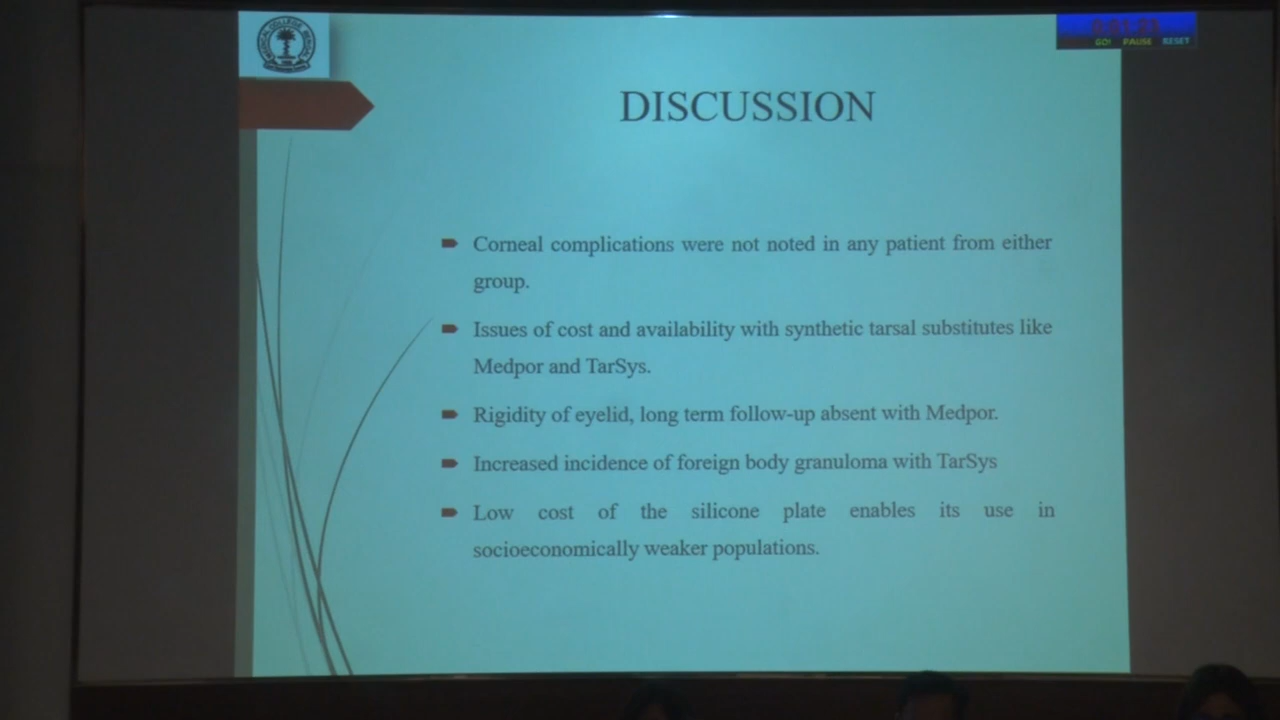 GO! PAUSE RESET
DISCUSSION
Corneal complications were not noted in any patient from either
group.
Issues of cost and availability with synthetic tarsal substitutes like
Medpor and TarSys.
Rigidity of eyelid, long term follow-up absent with Medpor.
Increased incidence of foreign body granuloma with TarSys
Low cost of the silicone plate enables its use in
socioeconomically weaker populations.